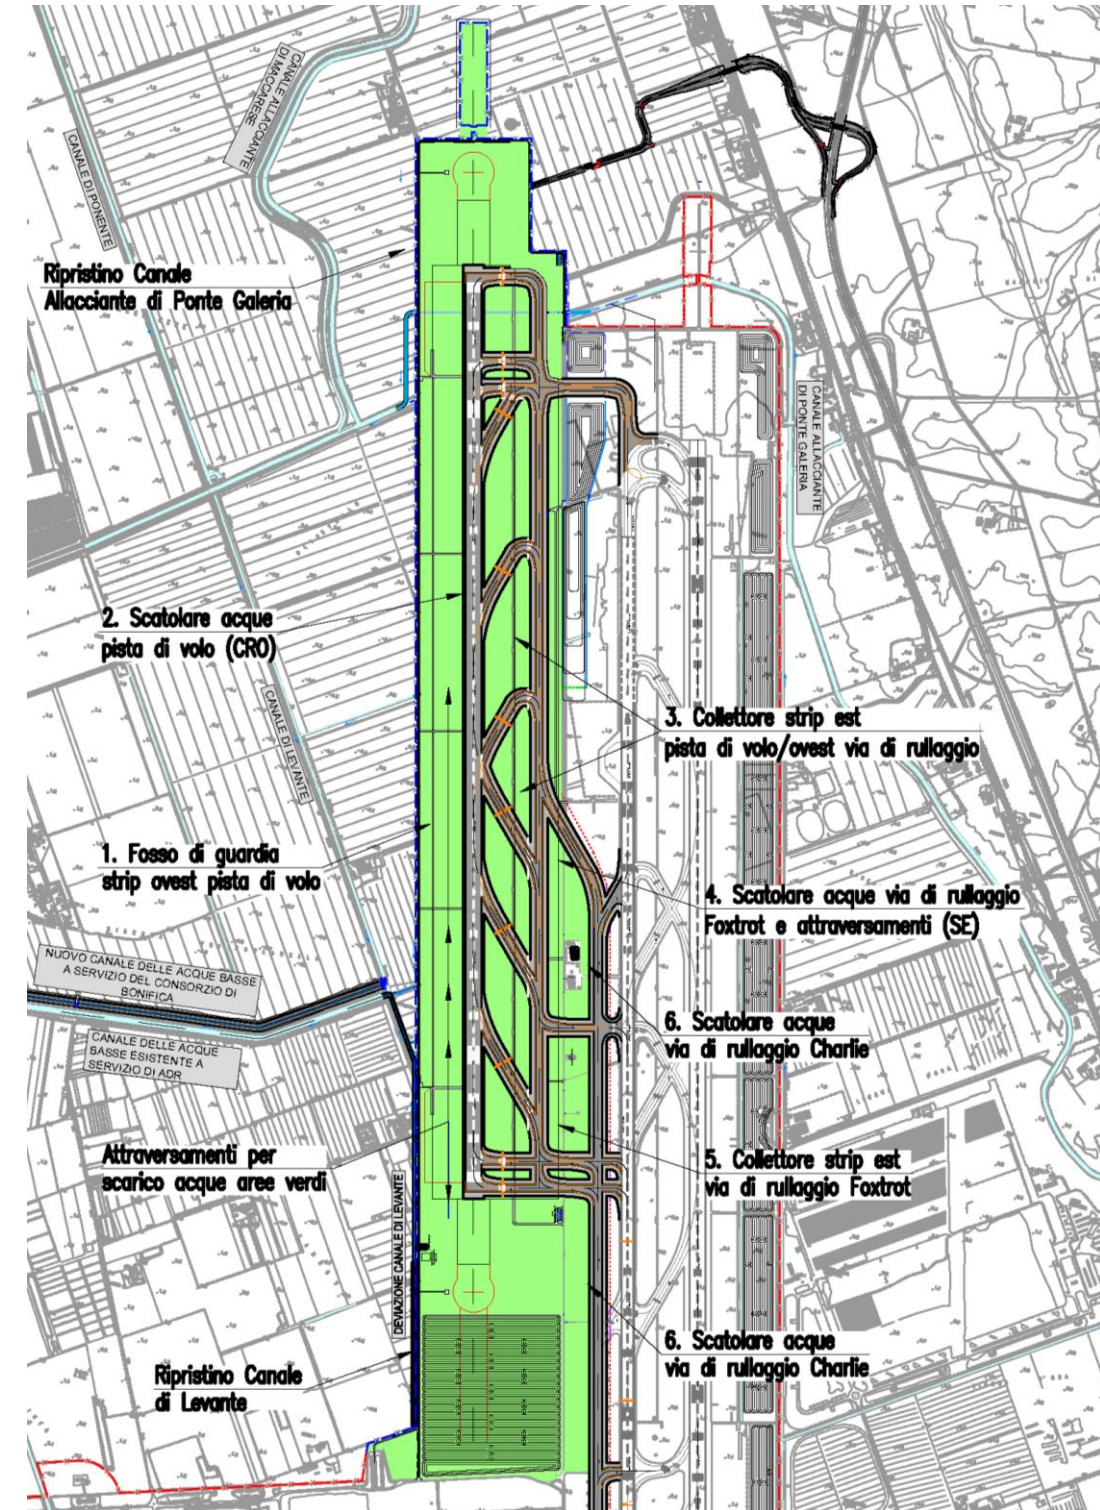 CANALE ALLACCIANTE
DI MACCARESE
CANALE DI PONENTE
Ripristino Canale
Allacciante di Ponte Galeria
CANALE ALLACCIANTE
DI PONTE GALERIA
2. Scatolare acque
pista di volo (CRO)
CANALE DI LEVANTE
3. Collettore strip est
pista di volo/ovest via di rullaggio
1. Fosso di guardia
strip ovest pista di volo
4. Scatolare acque via di rullaggio
Foxtrot e attraversamenti (SE)
NUOVO CANALE DELLE ACQUE BASSE
A SERVIZIO DEL CONSORZIO DI
BONIFICA
CANALE DELLE ACQUE
BASSE ESISTENTE A
SERVIZIO DI ADR
6. Scatolare acque
via di rullaggio Charlie
Attraversamenti per
scarico acque aree verdi
5. Collettore strip est
via di rullaggio Foxtrot
DEVIAZIONE CANALE DI LEVANTE
6. Scatolare acque
via di rullaggio Charlie
Ripristino Canale
di Levante